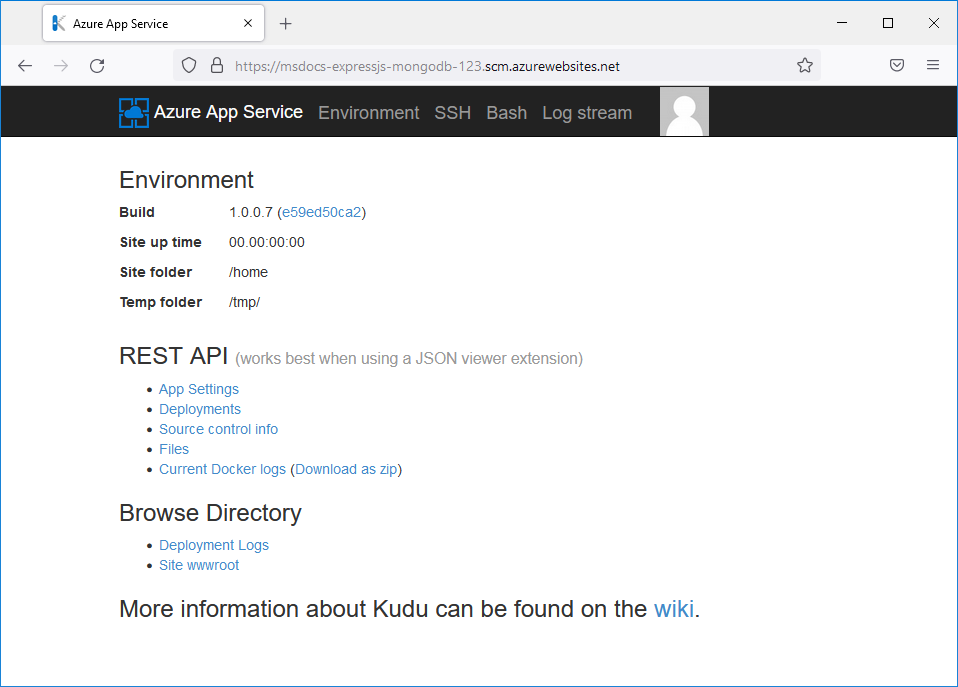 Azure App Service
https://msdocs-expressjs-mongodb-123.scm.azurewebsites.net
Azure App Service Environment SSH Bash Log stream
Environment
Build 1.0.0.7 (e59ed50ca2)
Site up time 00.00:00:00
Site folder /home
Temp folder /tmp/
REST API (works best when using a JSON viewer extension)
• App Settings
• Deployments
• Source control info
• Files
• Current Docker logs (Download as zip)
Browse Directory
• Deployment Logs
• Site wwwroot
More information about Kudu can be found on the wiki.